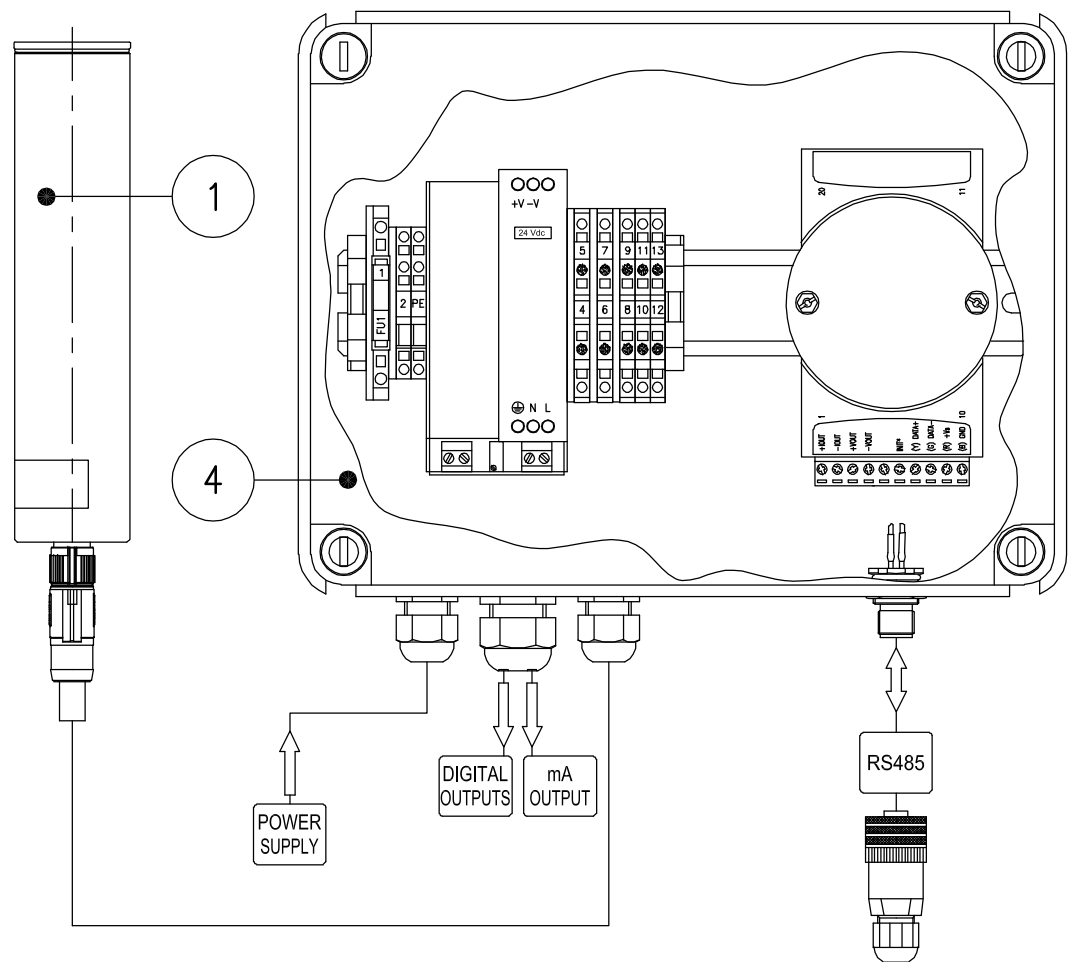 1
4
+V -V
24 Vdc
N L
1
FU1
2 PE
5 7 9 11 13
4 6 8 10 12
20 11
1 10
+IOUT
-IOUT
+VOUT
-VOUT
INIT*
(Y) DATA+
(G) DATA-
(R) +Vs
(B) GND
POWER
SUPPLY
DIGITAL
OUTPUTS
mA
OUTPUT
RS485